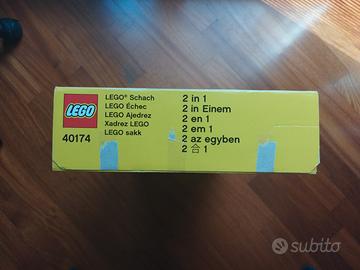 LEGO
40174
LEGO® Schach
LEGO Échec
LEGO Ajedrez
Xadrez LEGO
LEGO sakk
2 in 1
2 in Einem
2 en 1
2 em 1
2 az egyben
2 合 1
subito